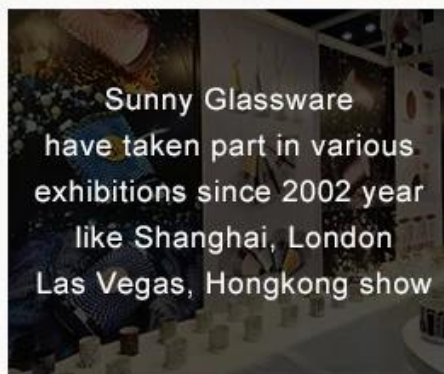 Sunny Glassware
have taken part in various
exhibitions since 2002 year
like Shanghai, London
Las Vegas, Hongkong show